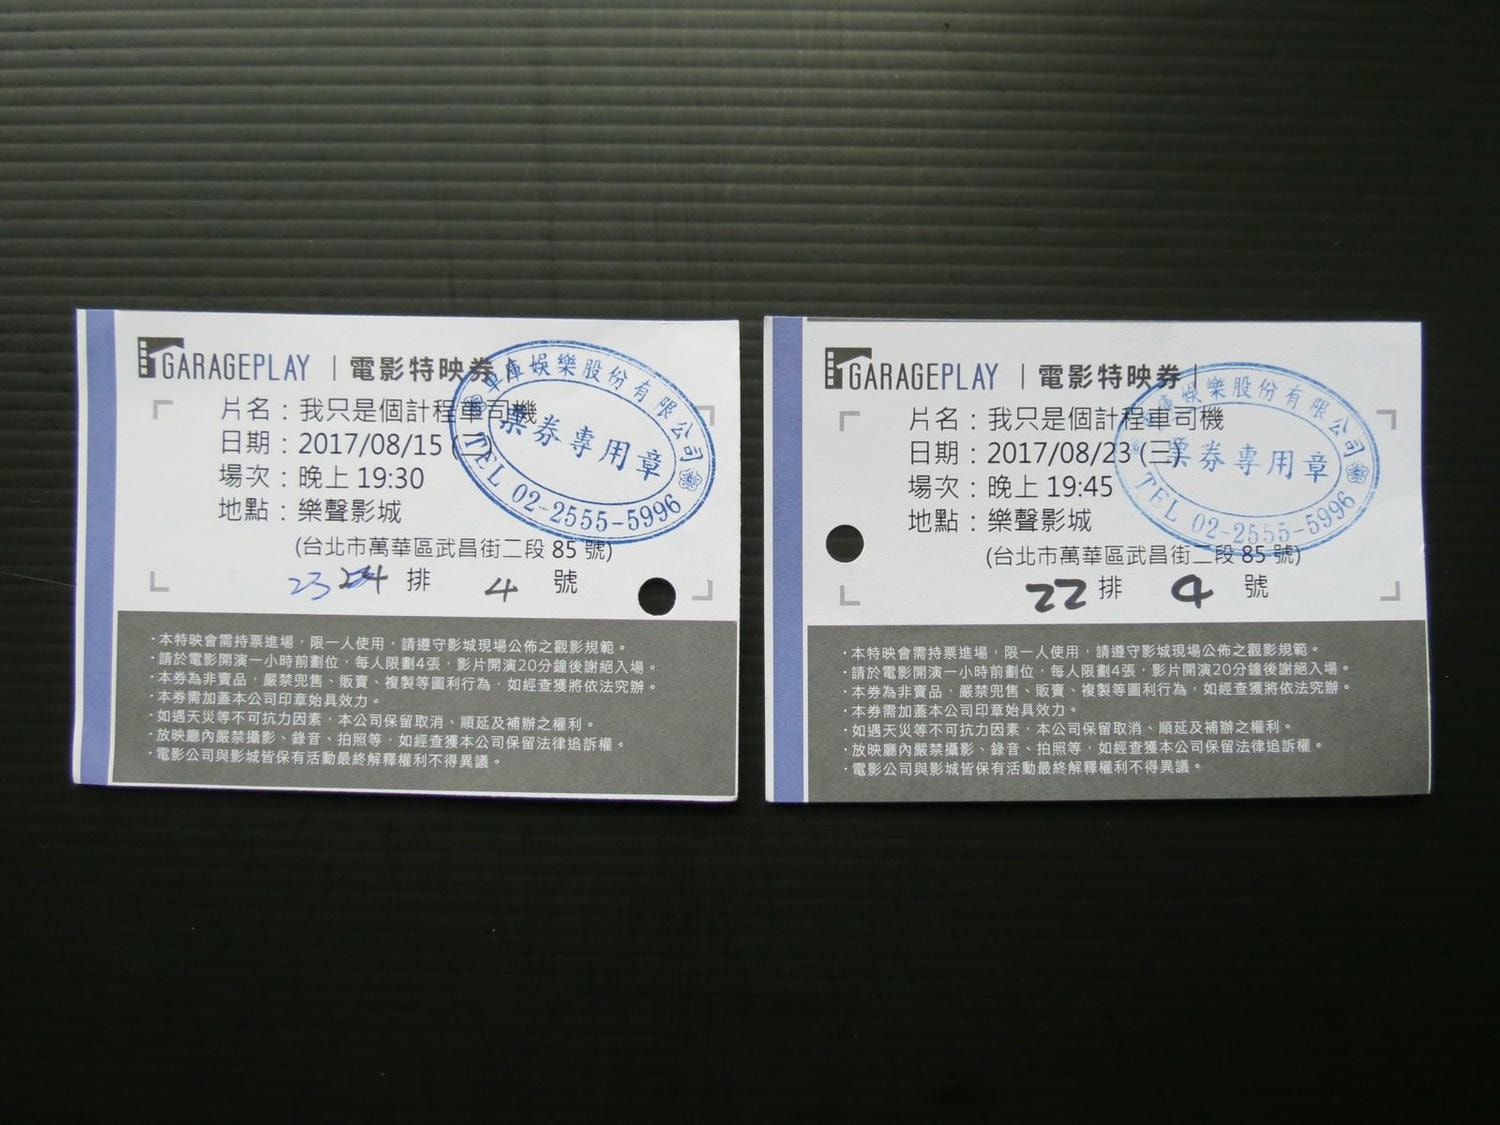 GARAGEPLAY | 電影特映券
片名：我只是個計程車司機
日期：2017/08/15 (二)
場次：晚上 19:30
地點：樂聲影城
(台北市萬華區武昌街二段 85 號)
23 排 4 號
車庫娛樂股份有限公司
票券專用章
TEL 02-2555-5996
·本特映會需持票進場，限一人使用，請遵守影城現場公佈之觀影規範。
·請於電影開演一小時前劃位，每人限劃4張，影片開演20分鐘後謝絕入場。
·本券為非賣品，嚴禁兜售、販賣、複製等圖利行為，如經查獲將依法究辦。
·本券需加蓋本公司印章始具效力。
·如遇天災等不可抗力因素，本公司保留取消、順延及補辦之權利。
·放映廳內嚴禁攝影、錄音、拍照等，如經查獲本公司保留法律追訴權。
·電影公司與影城皆保有活動最終解釋權利不得異議。
GARAGEPLAY | 電影特映券 |
片名：我只是個計程車司機
日期：2017/08/23 (三)
場次：晚上 19:45
地點：樂聲影城
(台北市萬華區武昌街二段 85 號)
22 排 4 號
車庫娛樂股份有限公司
票券專用章
TEL 02-2555-5996
·本特映會需持票進場，限一人使用，請遵守影城現場公佈之觀影規範。
·請於電影開演一小時前劃位，每人限劃4張，影片開演20分鐘後謝絕入場。
·本券為非賣品，嚴禁兜售、販賣、複製等圖利行為，如經查獲將依法究辦。
·本券需加蓋本公司印章始具效力。
·如遇天災等不可抗力因素，本公司保留取消、順延及補辦之權利。
·放映廳內嚴禁攝影、錄音、拍照等，如經查獲本公司保留法律追訴權。
·電影公司與影城皆保有活動最終解釋權利不得異議。